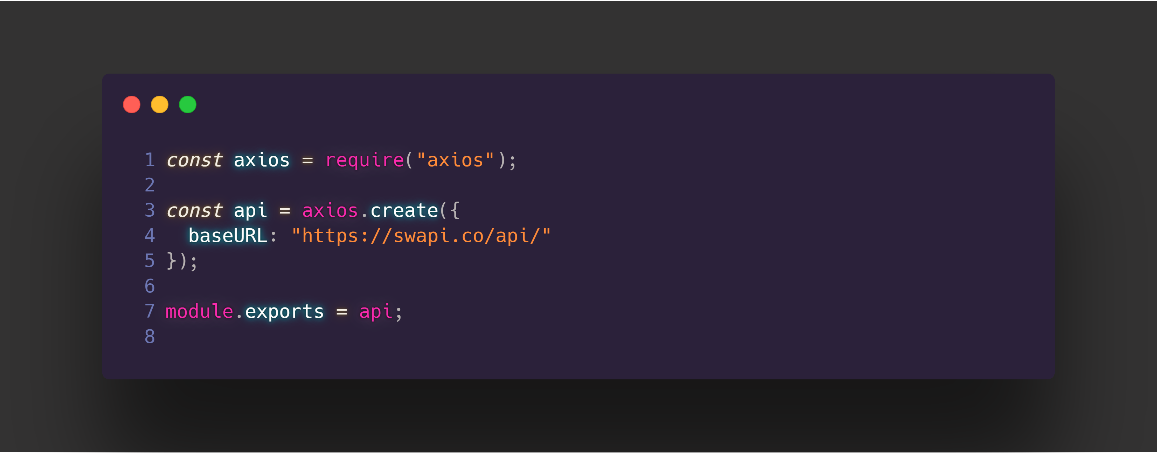 1 const axios = require("axios");
2
3 const api = axios.create({
4   baseURL: "https://swapi.co/api/"
5 });
6
7 module.exports = api;
8